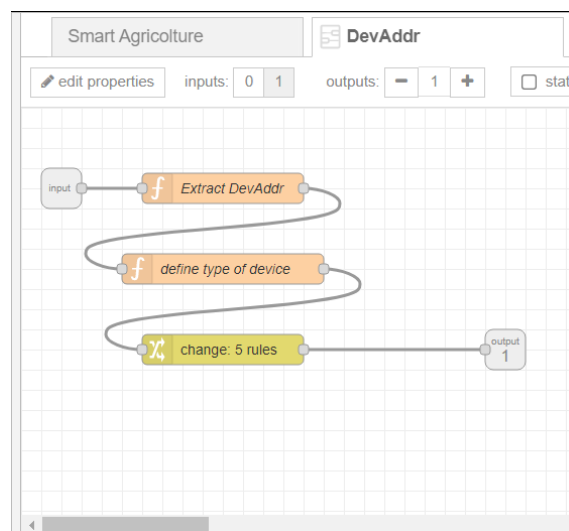 Smart Agricolture
DevAddr
edit properties
inputs: 0 1
outputs: 1
stat
input
Extract DevAddr
define type of device
change: 5 rules
output
1